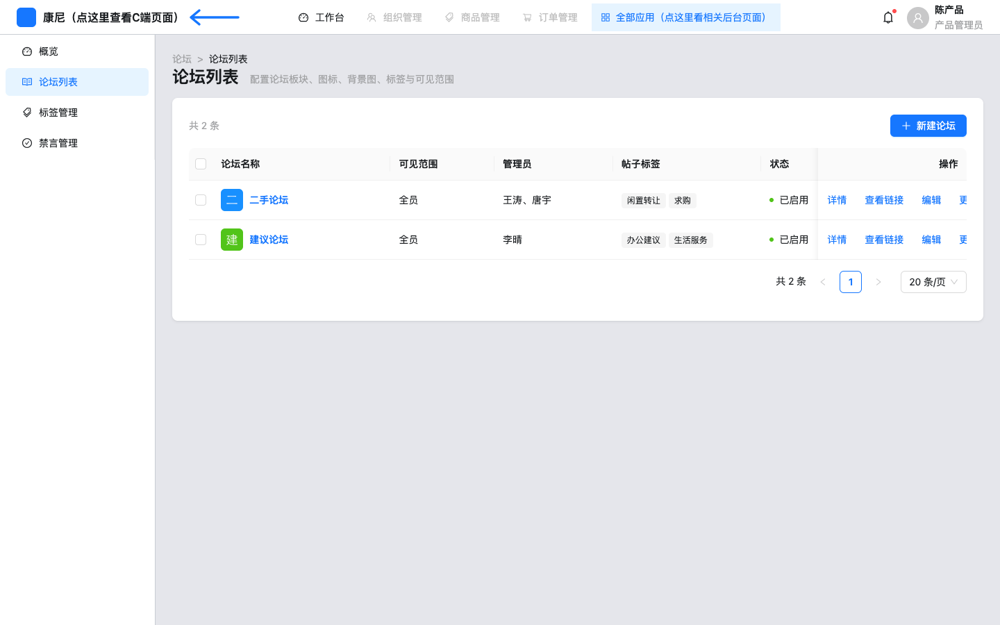 康尼（点这里查看C端页面）
工作台
组织管理
商品管理
订单管理
全部应用（点这里看相关后台页面）
陈产品
产品管理员
概览
论坛列表
标签管理
禁言管理
论坛 > 论坛列表
论坛列表 配置论坛板块、图标、背景图、标签与可见范围
共 2 条
新建论坛
论坛名称 可见范围 管理员 帖子标签 状态 操作
二 二手论坛 全员 王涛、唐宇 闲置转让 求购 已启用 详情 查看链接 编辑 更
建 建议论坛 全员 李晴 办公建议 生活服务 已启用 详情 查看链接 编辑 更
共 2 条 < 1 > 20 条/页